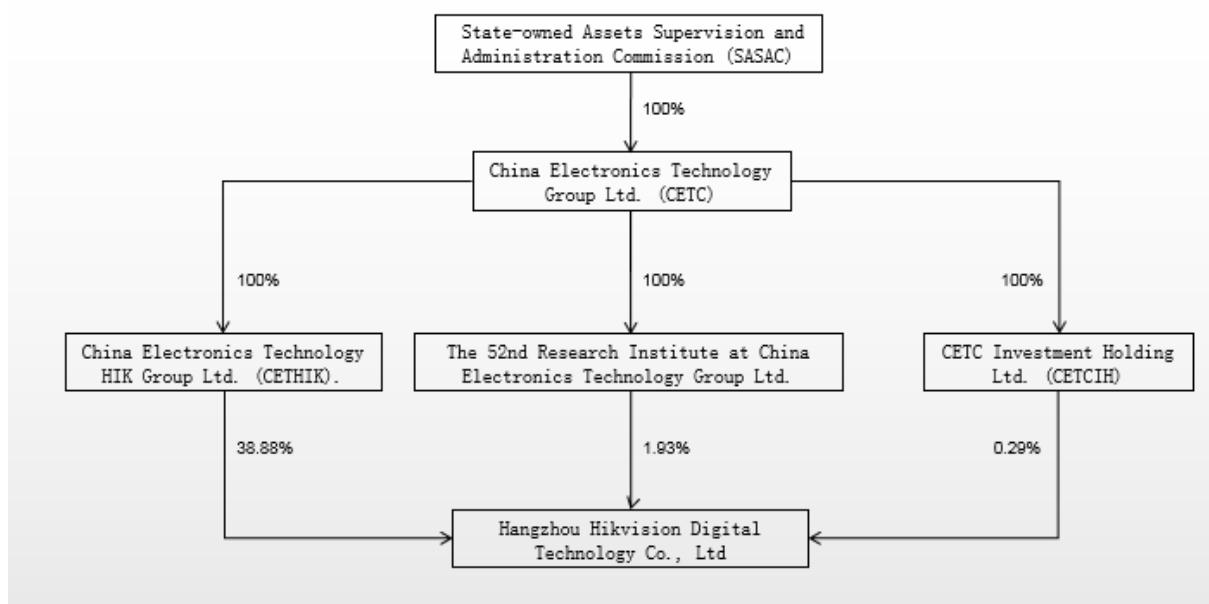 State-owned Assets Supervision and
Administration Commission (SASAC)
100%
China Electronics Technology
Group Ltd. (CETC)
100%
100%
100%
China Electronics Technology
HIK Group Ltd. (CETHIK).
The 52nd Research Institute at China
Electronics Technology Group Ltd.
CETC Investment Holding
Ltd. (CETCIH)
38.88%
1.93%
0.29%
Hangzhou Hikvision Digital
Technology Co., Ltd